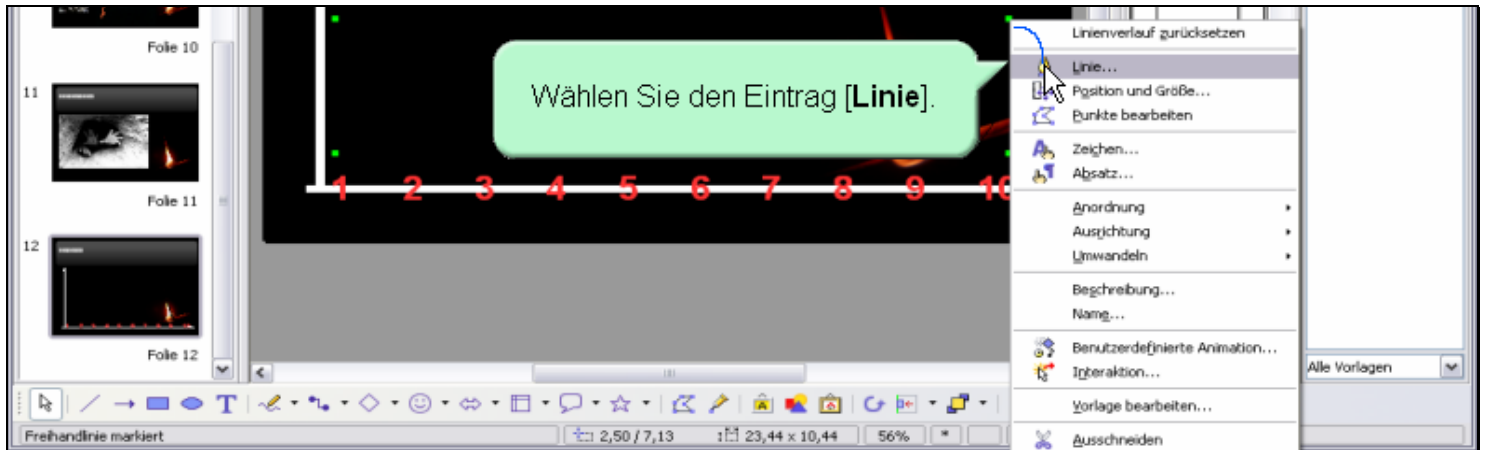 Folie 10
11
Folie 11
12
Folie 12
Wählen Sie den Eintrag [Linie].
1 2 3 4 5 6 7 8 9 10
Linienverlauf zurücksetzen
Linie...
Position und Größe...
Punkte bearbeiten
Zeichen...
Absatz...
Anordnung
Ausrichtung
Umwandeln
Beschreibung...
Name...
Benutzerdefinierte Animation...
Interaktion...
Vorlage bearbeiten...
Ausschneiden
Alle Vorlagen
Freihandlinie markiert
2,50 / 7,13
23,44 x 10,44
56%
*